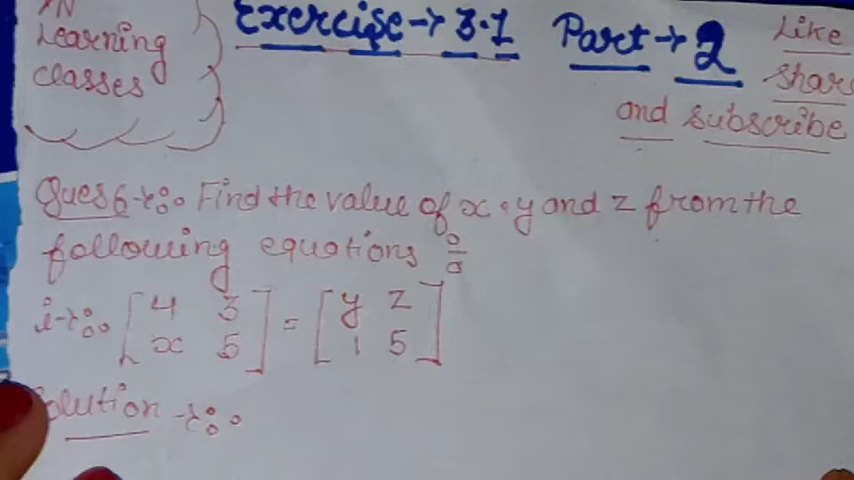 Learning
classes
Exercise → 3.1 Part → 2
Like
Share
and subscribe
Ques 6 →: Find the value of x, y and z from the
following equations ÷
i →: [4 3 = [y z
x 5] 1 5]
Solution →: